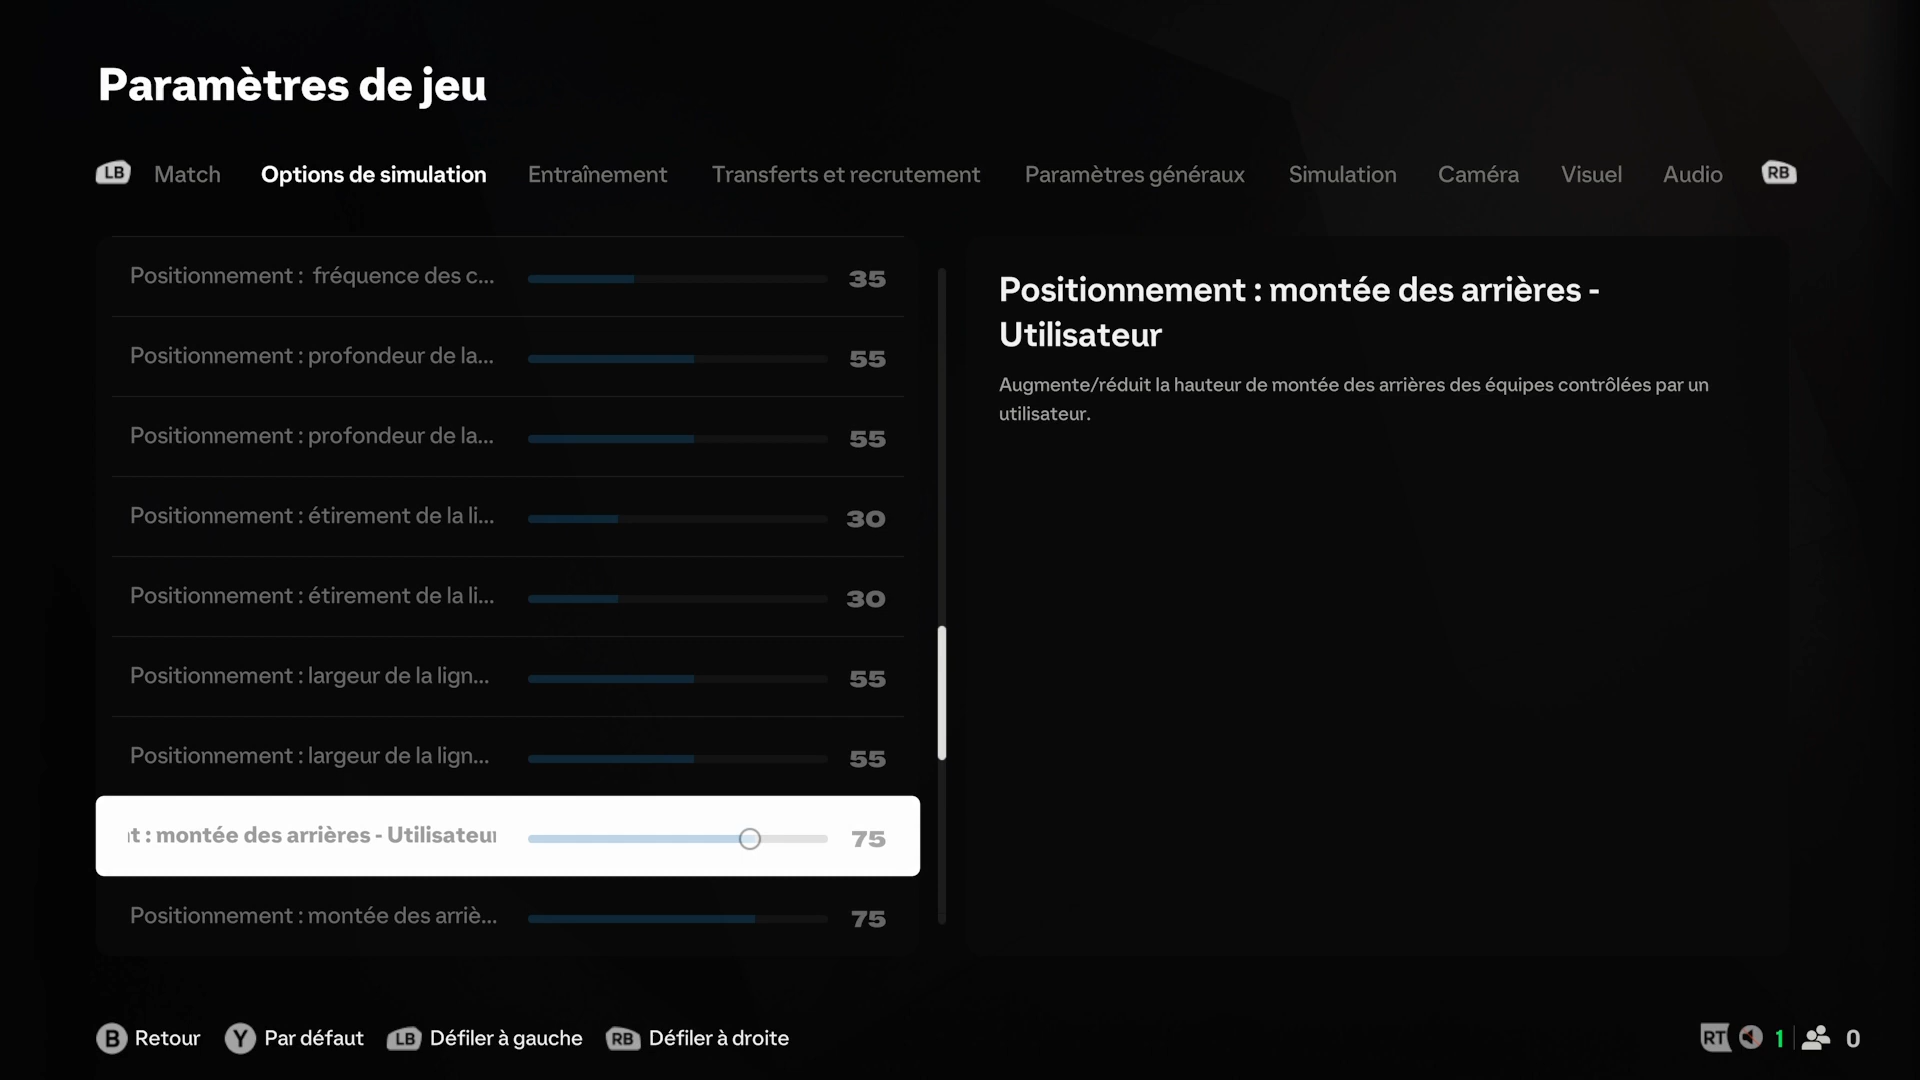 Paramètres de jeu
LB Match Options de simulation Entraînement Transferts et recrutement Paramètres généraux Simulation Caméra Visuel Audio RB
Positionnement : fréquence des c... 35
Positionnement : profondeur de la... 55
Positionnement : profondeur de la... 55
Positionnement : étirement de la li... 30
Positionnement : étirement de la li... 30
Positionnement : largeur de la lign... 55
Positionnement : largeur de la lign... 55
t : montée des arrières - Utilisateur 75
Positionnement : montée des arriè... 75
Positionnement : montée des arrières -
Utilisateur
Augmente/réduit la hauteur de montée des arrières des équipes contrôlées par un
utilisateur.
B Retour Y Par défaut LB Défiler à gauche RB Défiler à droite
RT 1 0